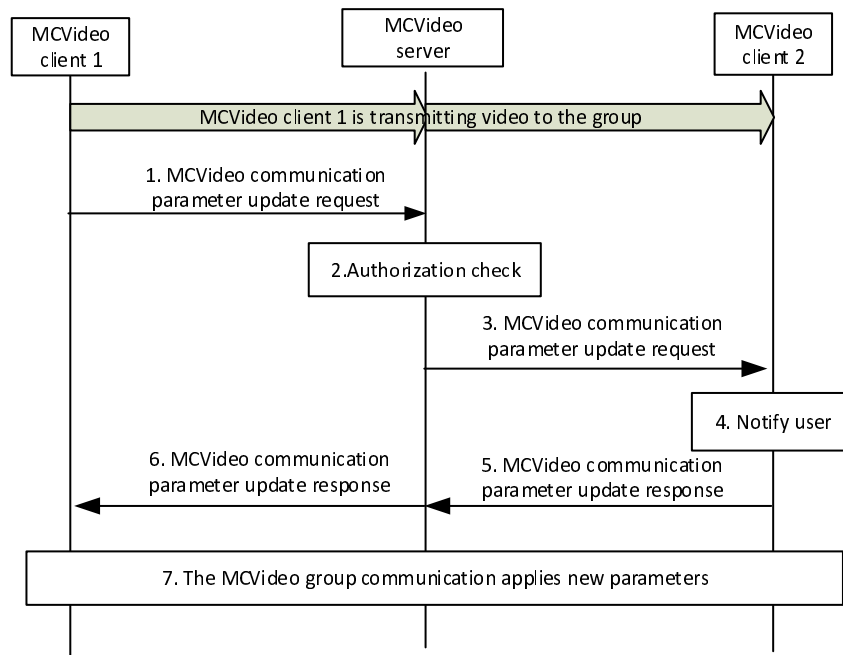 MCVideo
client 1
MCVideo
server
MCVideo
client 2
MCVideo client 1 is transmitting video to the group
1. MCVideo communication
parameter update request
2.Authorization check
3. MCVideo communication
parameter update request
4. Notify user
6. MCVideo communication
parameter update response
5. MCVideo communication
parameter update response
7. The MCVideo group communication applies new parameters